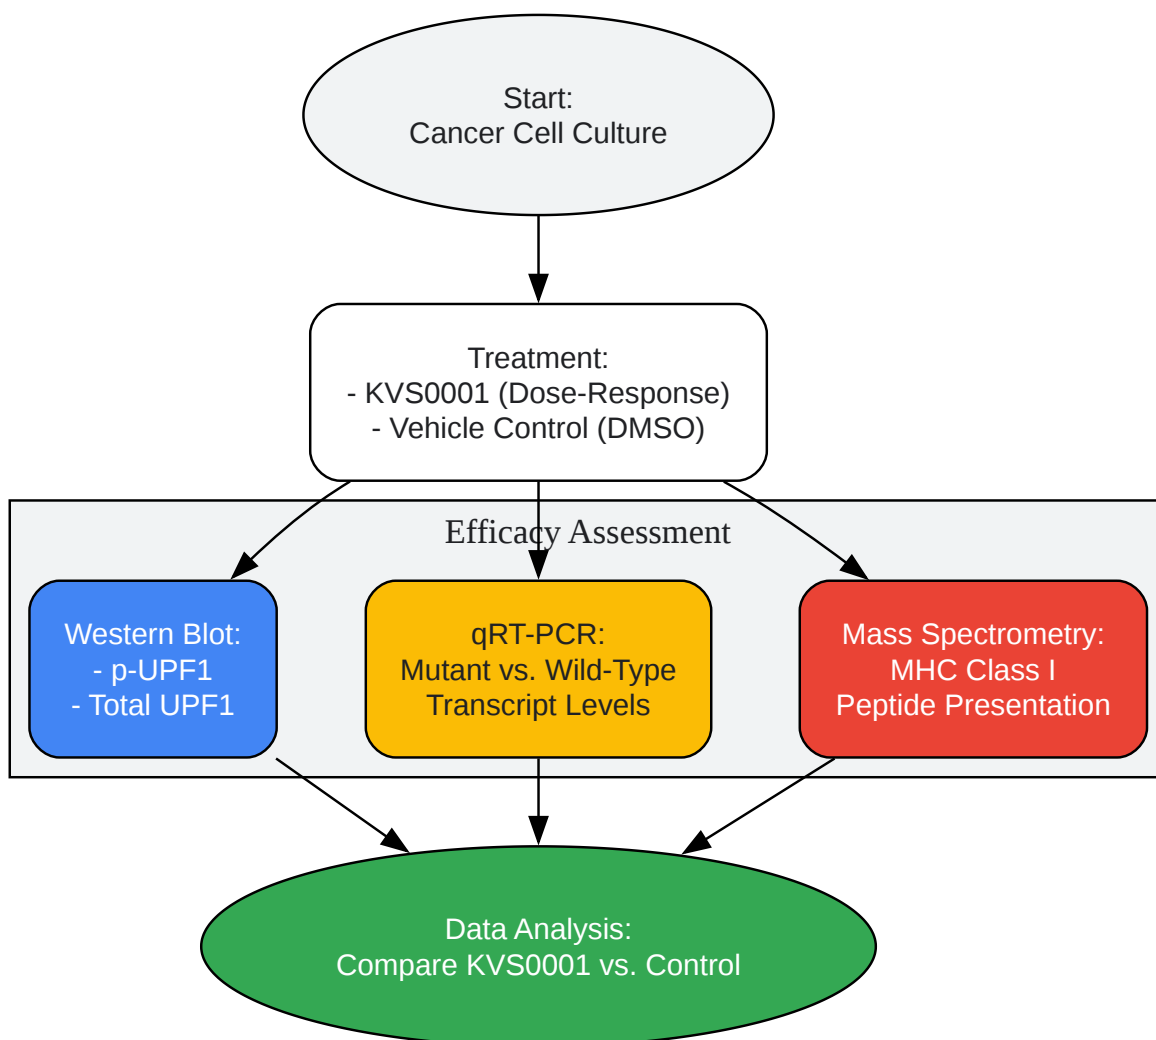 Start:
Cancer Cell Culture
Treatment:
- KVS0001 (Dose-Response)
- Vehicle Control (DMSO)
Efficacy Assessment
Western Blot:
- p-UPF1
- Total UPF1
qRT-PCR:
Mutant vs. Wild-Type
Transcript Levels
Mass Spectrometry:
MHC Class I
Peptide Presentation
Data Analysis:
Compare KVS0001 vs. Control